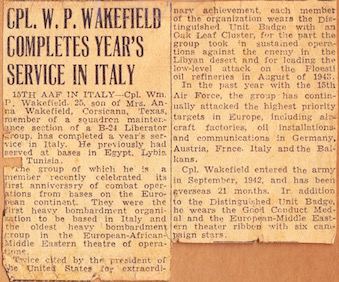 CPL. W. P. WAKEFIELD
COMPLETES YEAR'S
SERVICE IN ITALY
15TH AAF IN ITALY—Cpl. Wm.
P. Wakefield, 25, son of Mrs. An-
na Wakefield, Corsicana, Texas,
member of a squadron mainten-
ance section of a B-24 Liberator
Group, has completed a year's ser-
vice in Italy. He previously had
served at bases in Egypt, Lybia
Tunisia.
The group of which he is a
member recently celebrated its
first anniversary of combat oper-
ations from bases on the Euro-
pean continent. They were the
first heavy bombardment organi-
ation to be based in Italy and
the oldest heavy bombardment
group in the European-African-
Middle Eastern theatre of opera-
tions.
Twice cited by the president of
the United States for extraordi-
nary achievement, each member
of the organization wears the Dis-
tinguished Unit Badge with an
Oak Leaf Cluster, for the part the
group took in sustained opera-
tions against the enemy in the
Libyan desert and for leading the
low-level attack on the Ploesti
oil refineries in August of 1943.
In the past year with the 15th
Air Force, the group has contin-
ually attacked the highest priority
targets in Europe, including air-
craft factories, oil installations
and communications in Germany,
Austria, Frnce. Italy and the Bal-
kans.
Cpl. Wakefield entered the army
in September, 1942, and has been
overseas 21 months. Ir addition
to the Distinguished Unit Badge,
he wears the Good Conduct Med-
al and the European-Middle East-
ern theater ribbon with six cam-
paign stars.